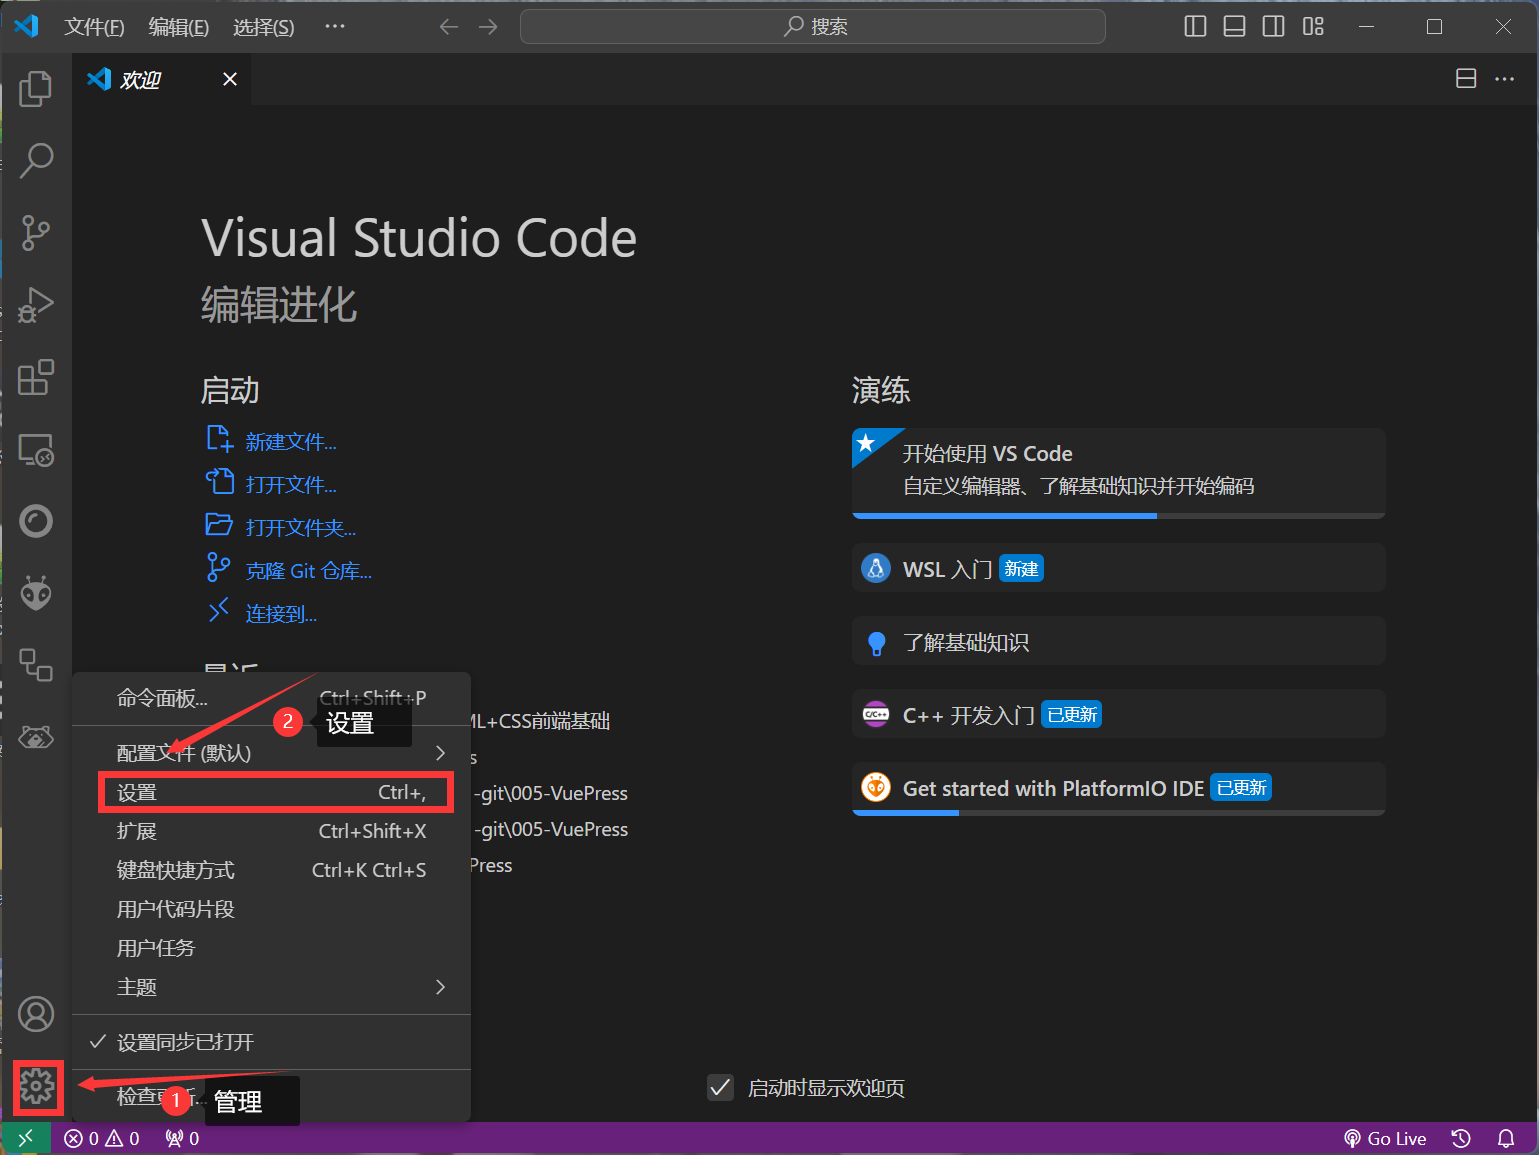 文件(F) 编辑(E) 选择(S) ··· 搜索
欢迎
Visual Studio Code
编辑进化
启动
新建文件...
打开文件...
打开文件夹...
克隆 Git 仓库...
连接到...
最近
ML+CSS前端基础
s
-git\005-VuePress
-git\005-VuePress
Press
演练
开始使用 VS Code
自定义编辑器、了解基础知识并开始编码
WSL 入门 新建
了解基础知识
C/C++ C++ 开发入门 已更新
Get started with PlatformIO IDE 已更新
命令面板... Ctrl+Shift+P
2 设置
配置文件 (默认)
设置 Ctrl+,
扩展 Ctrl+Shift+X
键盘快捷方式 Ctrl+K Ctrl+S
用户代码片段
用户任务
主题
设置同步已打开
检查更新...
1 管理
启动时显示欢迎页
0 0 0 Go Live